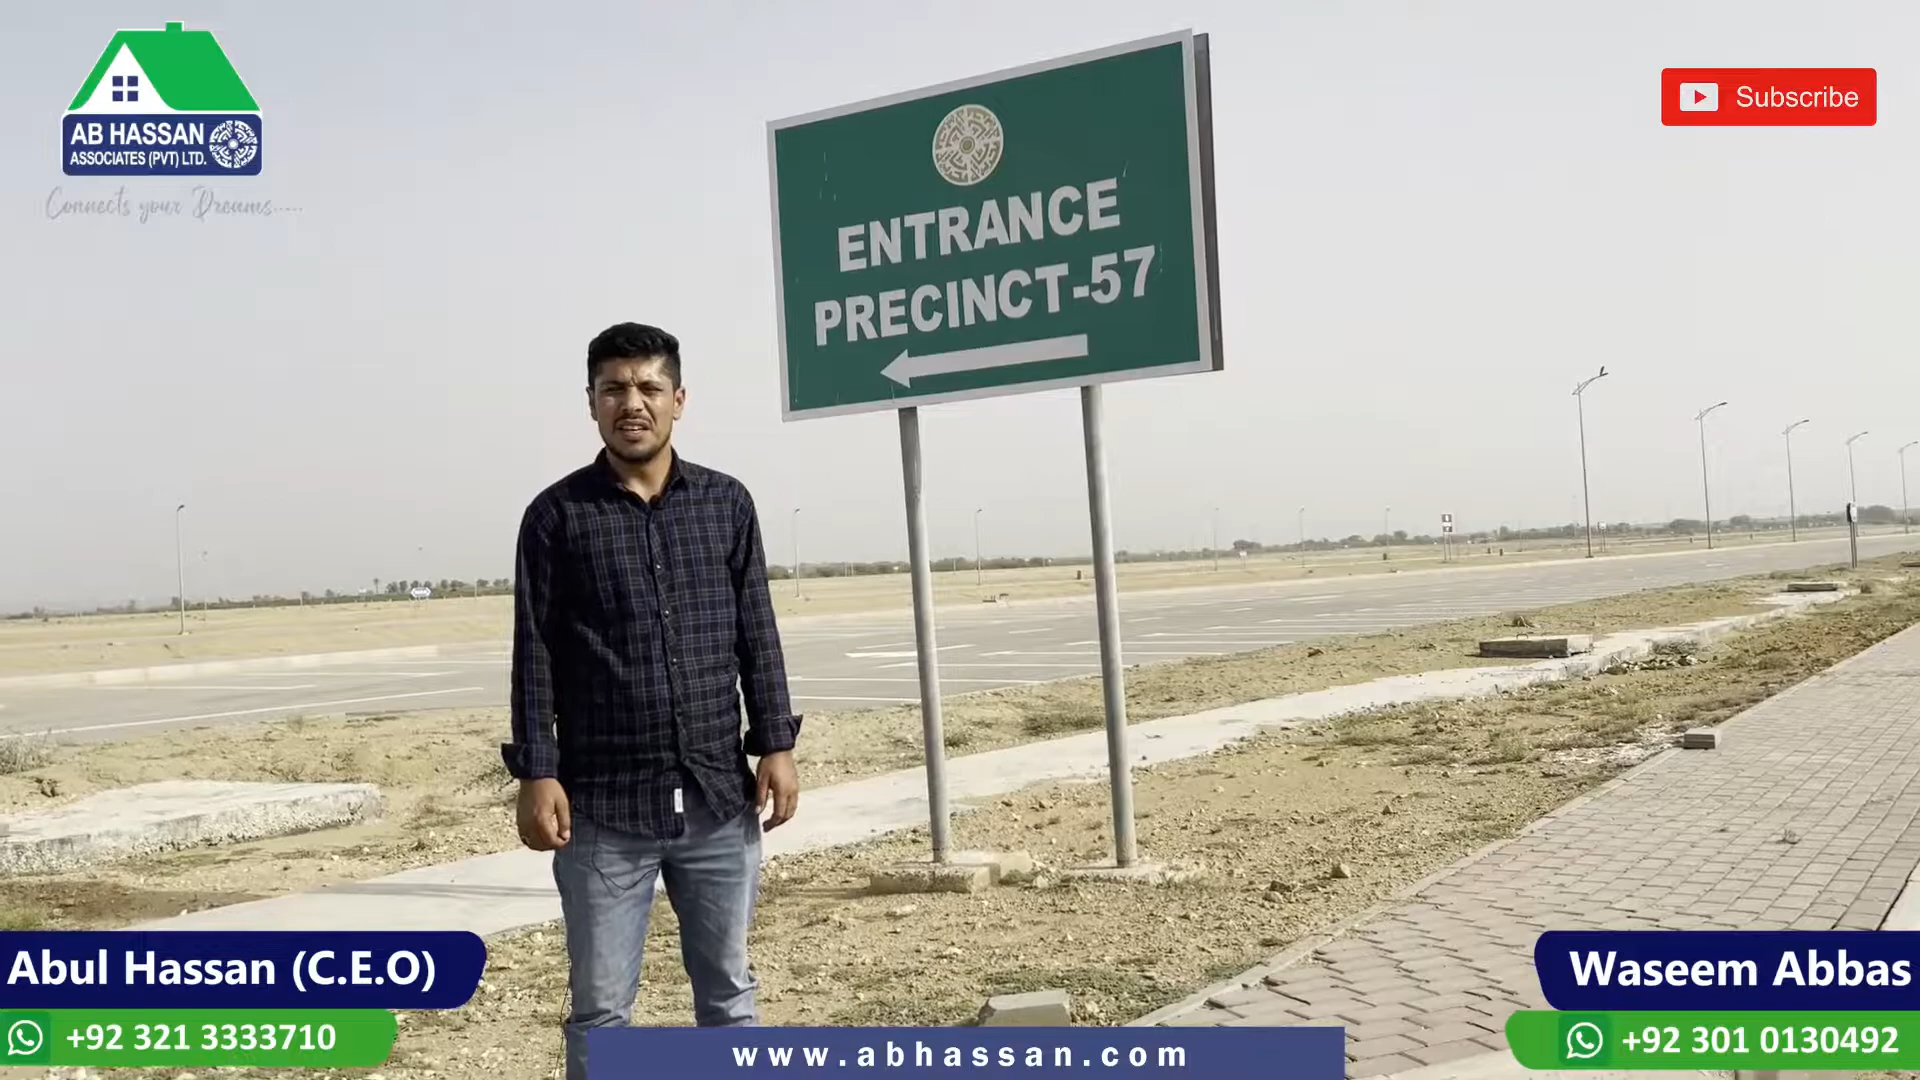 AB HASSAN
ASSOCIATES (PVT) LTD.
Connects your Dreams.....
Subscribe
ENTRANCE
PRECINCT-57
Abul Hassan (C.E.O)
+92 321 3333710
www.abhassan.com
Waseem Abbas
+92 301 0130492